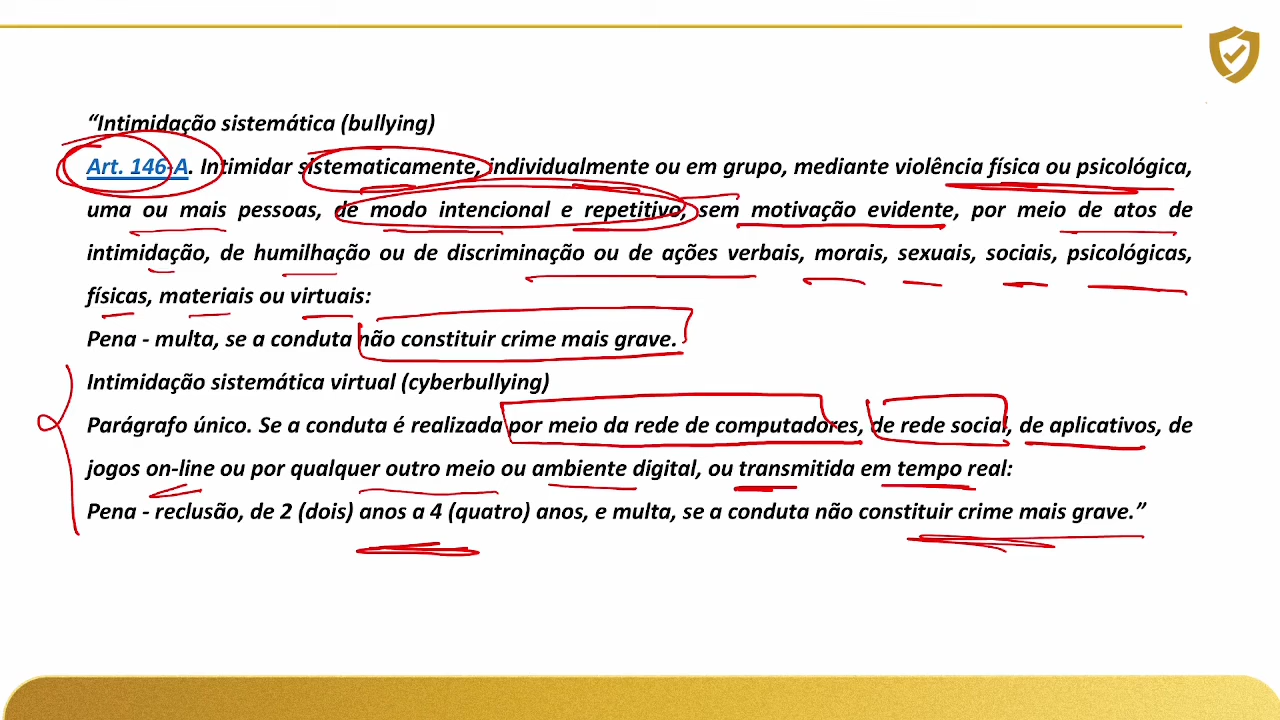 “Intimidação sistemática (bullying)
Art. 146-A. Intimidar sistematicamente, individualmente ou em grupo, mediante violência física ou psicológica,
uma ou mais pessoas, de modo intencional e repetitivo, sem motivação evidente, por meio de atos de
intimidação, de humilhação ou de discriminação ou de ações verbais, morais, sexuais, sociais, psicológicas,
físicas, materiais ou virtuais:
Pena - multa, se a conduta não constituir crime mais grave.
Intimidação sistemática virtual (cyberbullying)
Parágrafo único. Se a conduta é realizada por meio da rede de computadores, de rede social, de aplicativos, de
jogos on-line ou por qualquer outro meio ou ambiente digital, ou transmitida em tempo real:
Pena - reclusão, de 2 (dois) anos a 4 (quatro) anos, e multa, se a conduta não constituir crime mais grave.”